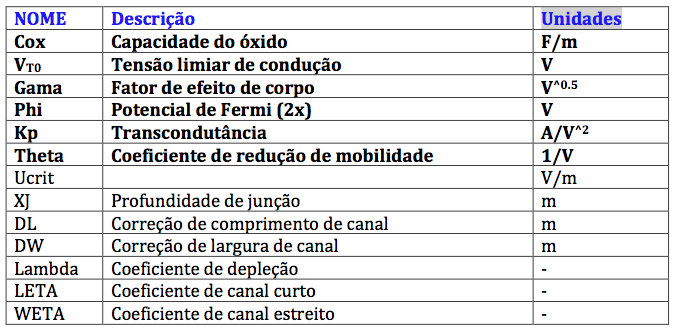 NOME Descrição Unidades
Cox Capacidade do óxido F/m
VT0 Tensão limiar de condução V
Gama Fator de efeito de corpo V^0.5
Phi Potencial de Fermi (2x) V
Kp Transcondutância A/V^2
Theta Coeficiente de redução de mobilidade 1/V
Ucrit V/m
XJ Profundidade de junção m
DL Correção de comprimento de canal m
DW Correção de largura de canal m
Lambda Coeficiente de depleção -
LETA Coeficiente de canal curto -
WETA Coeficiente de canal estreito -